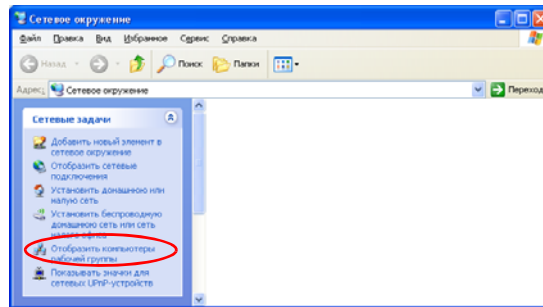 Сетевое окружение
Файл Правка Вид Избранное Сервис Справка
Назад Поиск Папки
Адрес: Сетевое окружение Переход
Сетевые задачи
Добавить новый элемент в
сетевое окружение
Отобразить сетевые
подключения
Установить домашнюю или
малую сеть
Установить беспроводную
домашнюю сеть или сеть
малого офиса
Отобразить компьютеры
рабочей группы
Показывать значки для
сетевых UPnP-устройств